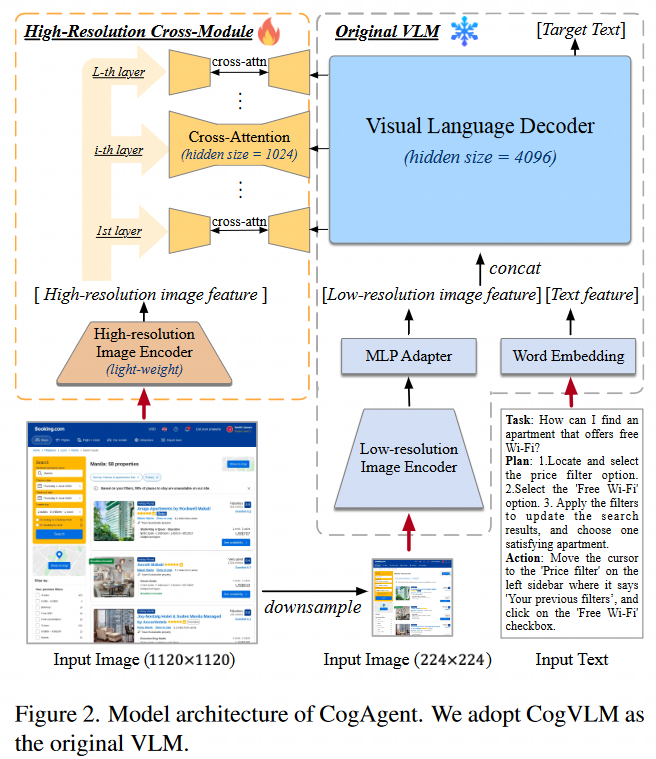 High-Resolution Cross-Module
Original VLM
[Target Text]
L-th layer
cross-attn
Cross-Attention
(hidden size = 1024)
i-th layer
1st layer
cross-attn
Visual Language Decoder
(hidden size = 4096)
concat
[ High-resolution image feature ]
[Low-resolution image feature]
[Text feature]
High-resolution
Image Encoder
(light-weight)
MLP Adapter
Word Embedding
Low-resolution
Image Encoder
Booking.com
Manila: 58 properties
Search
downsample
Task: How can I find an
apartment that offers free
Wi-Fi?
Plan: 1.Locate and select
the price filter option.
2.Select the 'Free Wi-Fi'
option. 3. Apply the filters
to update the search
results, and choose one
satisfying apartment.
Action: Move the cursor
to the 'Price filter' on the
left sidebar where it says
'Your previous filters', and
click on the 'Free Wi-Fi'
checkbox.
Input Image (1120×1120)
Input Image (224×224)
Input Text
Figure 2. Model architecture of CogAgent. We adopt CogVLM as
the original VLM.